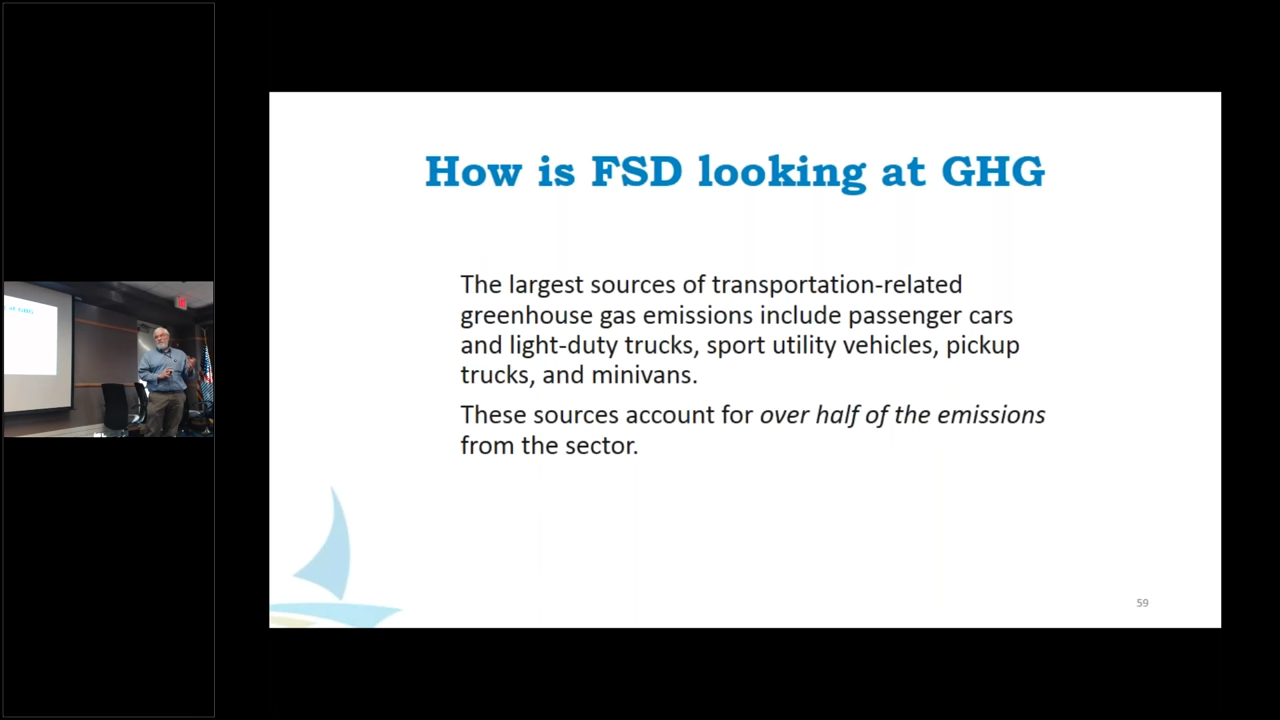 How is FSD looking at GHG
The largest sources of transportation-related
greenhouse gas emissions include passenger cars
and light-duty trucks, sport utility vehicles, pickup
trucks, and minivans.
These sources account for over half of the emissions
from the sector.
59
at GHG